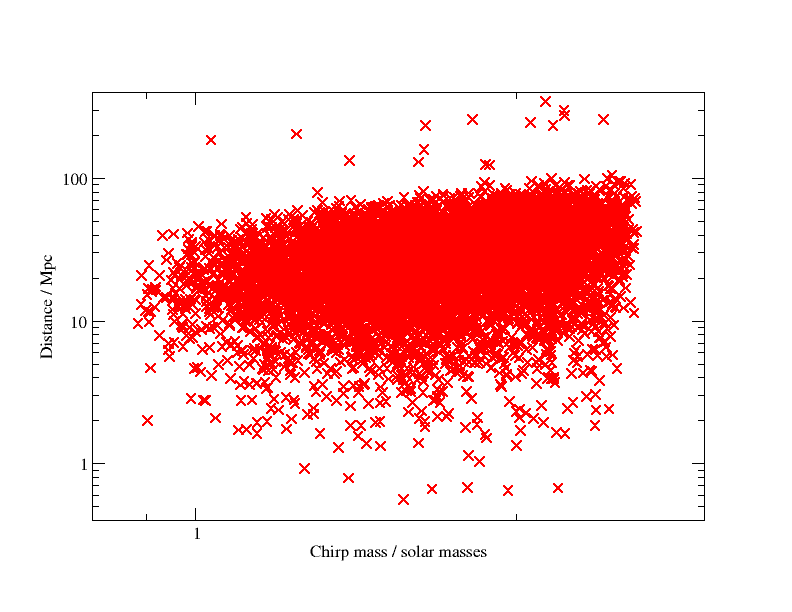 100
10
1
Distance / Mpc
1
Chirp mass / solar masses